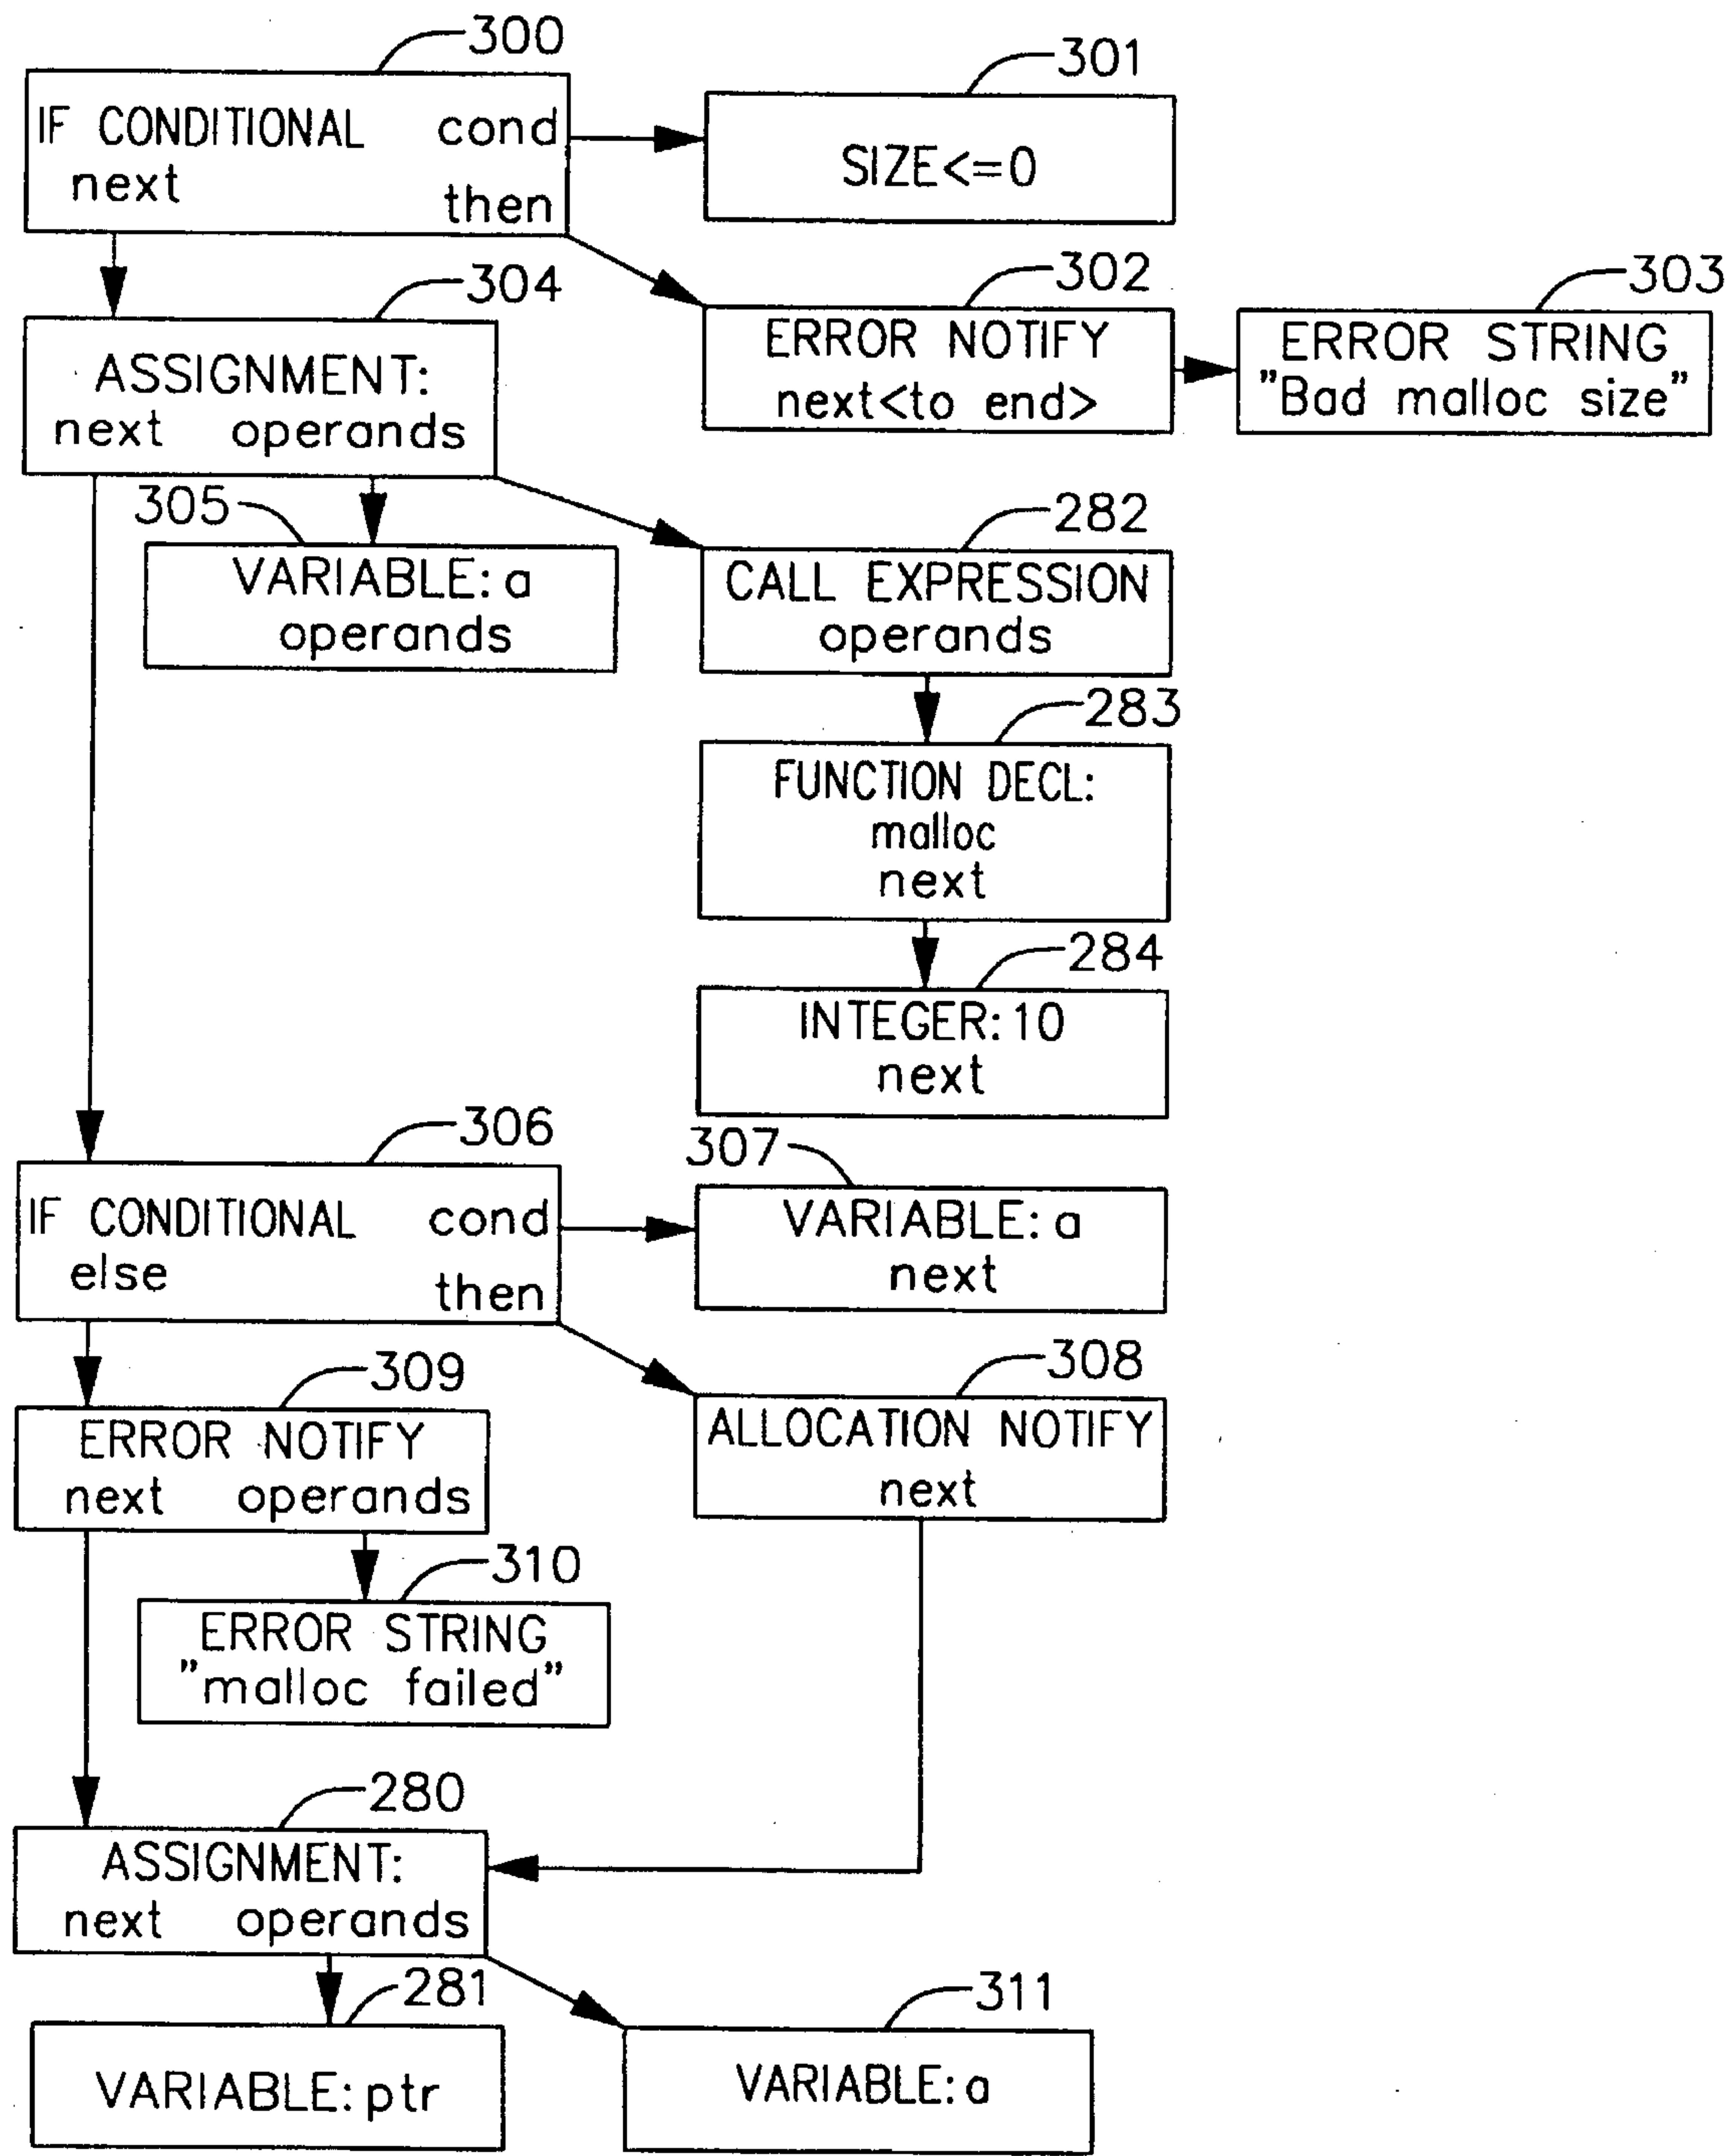 300
301
IF CONDITIONAL cond
next
then
SIZE<=0
304
302
303
ASSIGNMENT:
next operands
ERROR NOTIFY
next<to end>
ERROR STRING
"Bad malloc size"
305
282
VARIABLE: a
operands
CALL EXPRESSION
operands
283
FUNCTION DECL:
malloc
next
284
INTEGER: 10
next
306
307
IF CONDITIONAL cond
else
then
VARIABLE: a
next
309
308
ERROR NOTIFY
next operands
ALLOCATION NOTIFY
next
310
ERROR STRING
"malloc failed"
280
ASSIGNMENT:
next operands
281
311
VARIABLE: ptr
VARIABLE: a